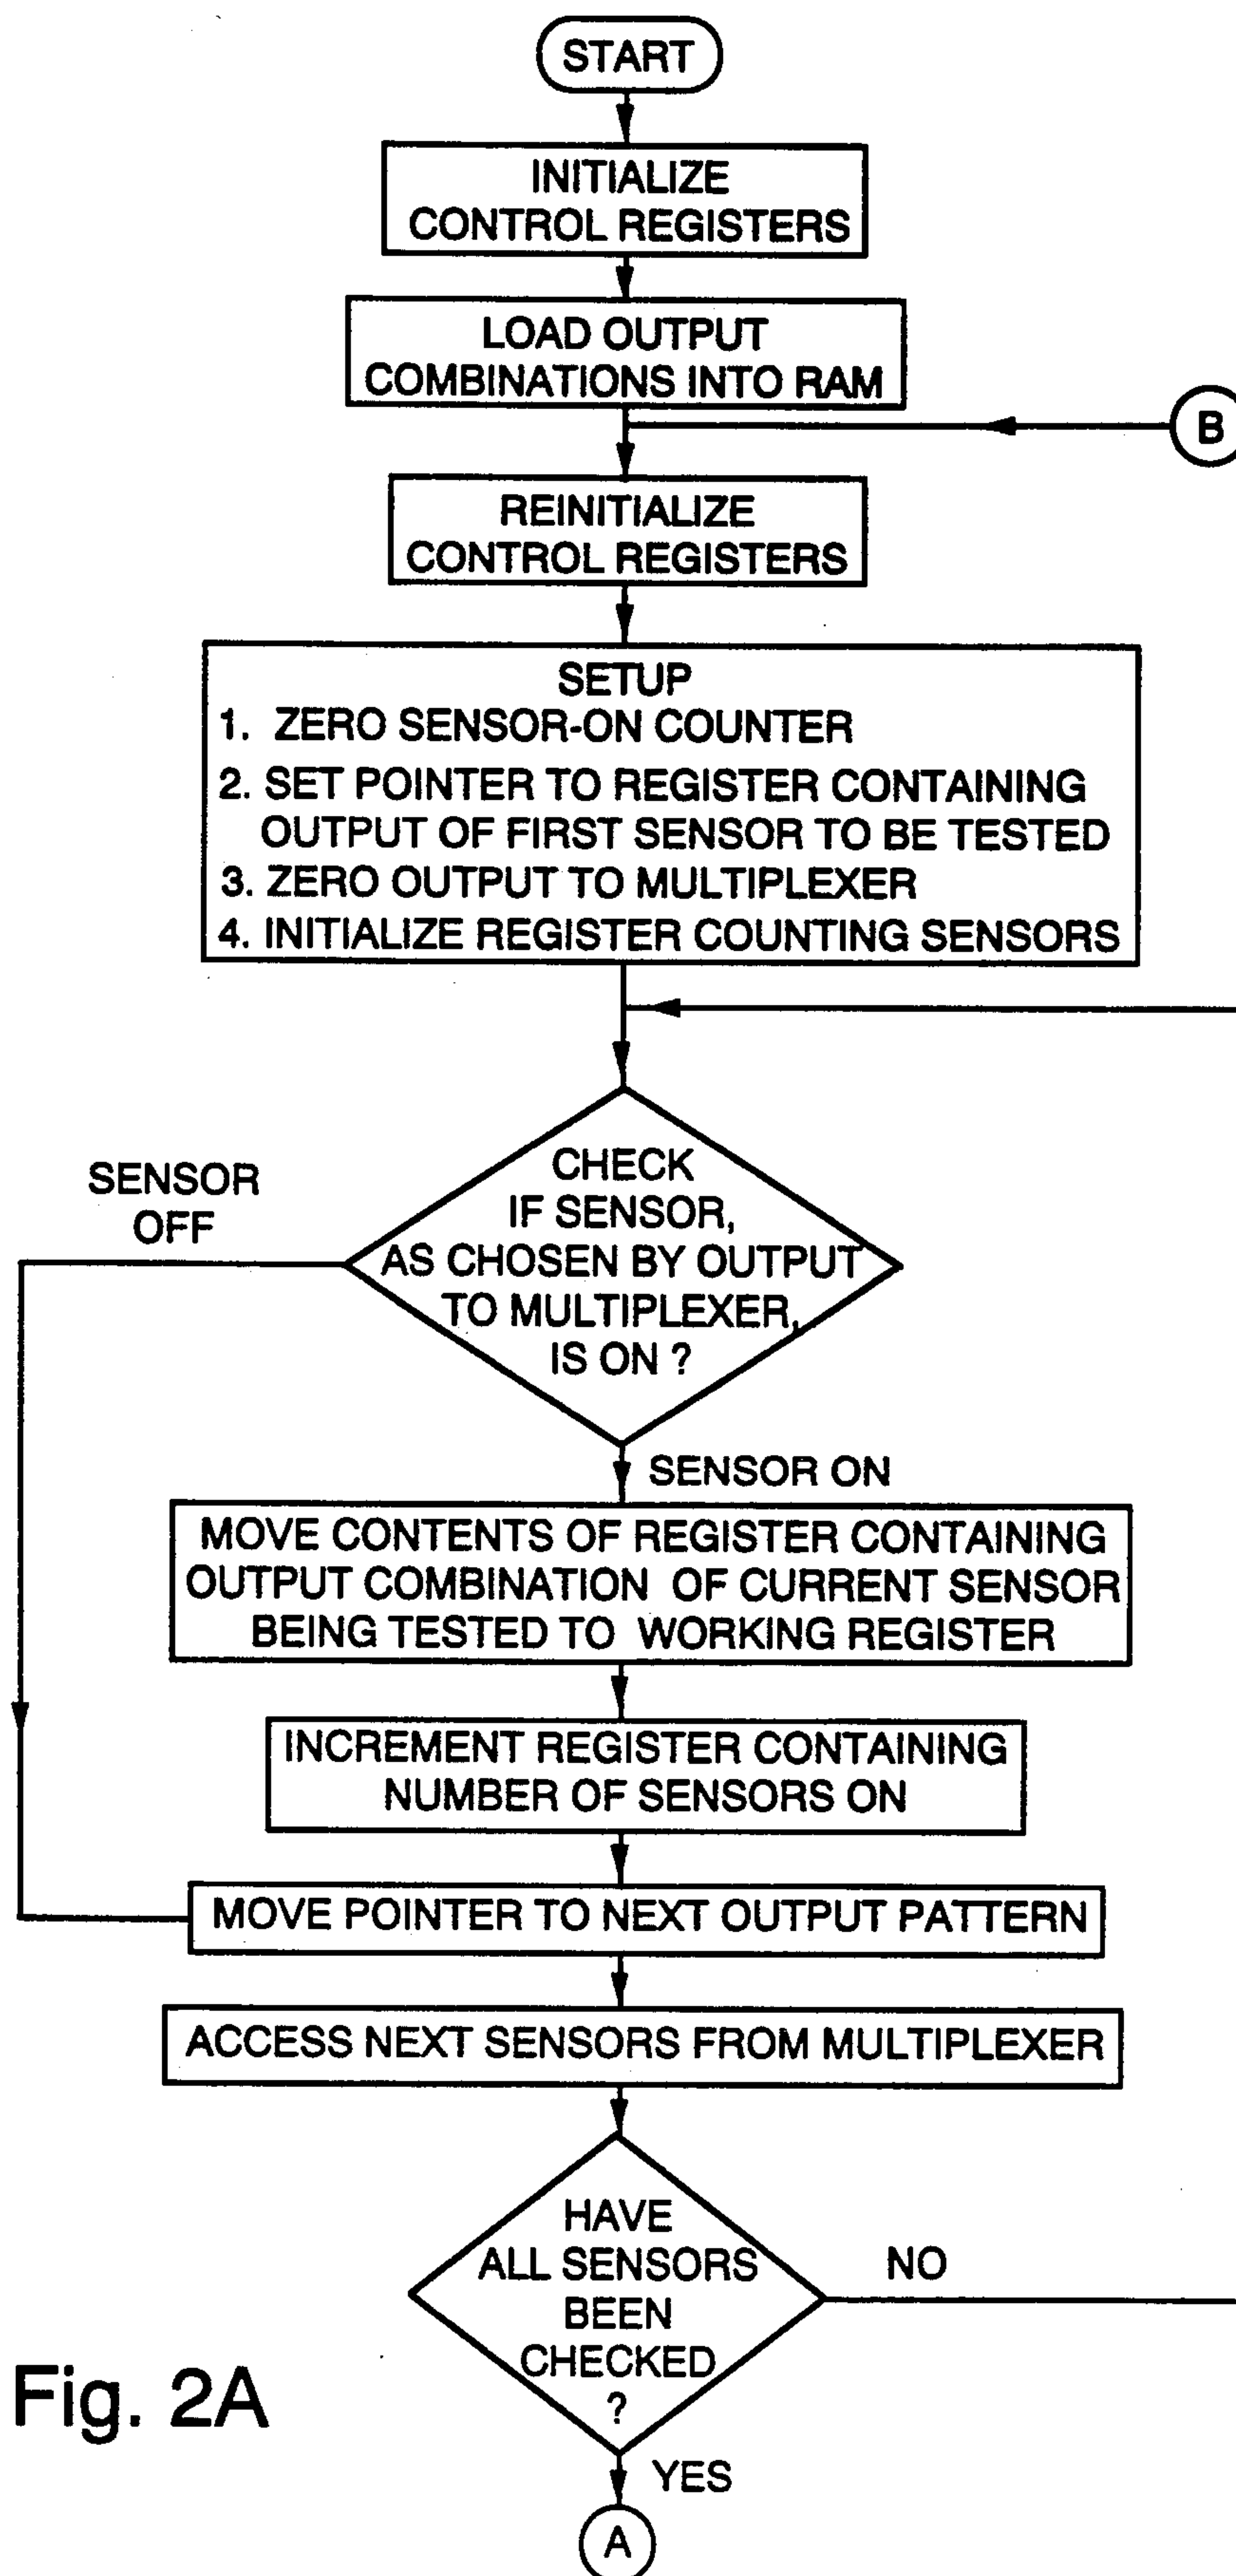 START
INITIALIZE
CONTROL REGISTERS
LOAD OUTPUT
COMBINATIONS INTO RAM
B
REINITIALIZE
CONTROL REGISTERS
SETUP
1. ZERO SENSOR-ON COUNTER
2. SET POINTER TO REGISTER CONTAINING
OUTPUT OF FIRST SENSOR TO BE TESTED
3. ZERO OUTPUT TO MULTIPLEXER
4. INITIALIZE REGISTER COUNTING SENSORS
SENSOR
OFF
CHECK
IF SENSOR,
AS CHOSEN BY OUTPUT
TO MULTIPLEXER,
IS ON ?
SENSOR ON
MOVE CONTENTS OF REGISTER CONTAINING
OUTPUT COMBINATION OF CURRENT SENSOR
BEING TESTED TO WORKING REGISTER
INCREMENT REGISTER CONTAINING
NUMBER OF SENSORS ON
MOVE POINTER TO NEXT OUTPUT PATTERN
ACCESS NEXT SENSORS FROM MULTIPLEXER
HAVE
ALL SENSORS
BEEN
CHECKED
?
NO
YES
A
Fig. 2A